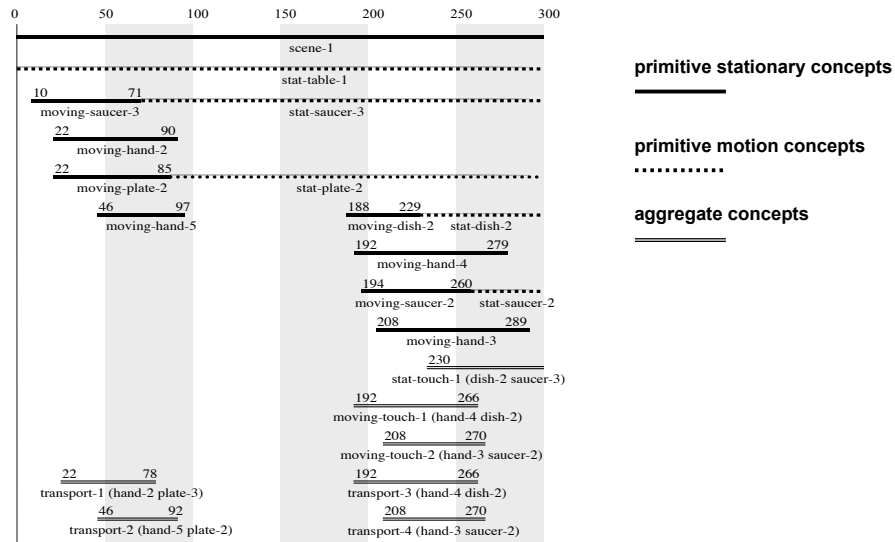 0 50 100 200 250 300
scene-1
stat-table-1
primitive stationary concepts
10 71
moving-saucer-3 stat-saucer-3
22 90
moving-hand-2
primitive motion concepts
22 85
moving-plate-2 stat-plate-2
46 97 188 229
moving-hand-5 moving-dish-2 stat-dish-2
aggregate concepts
192 279
moving-hand-4
194 260
moving-saucer-2 stat-saucer-2
208 289
moving-hand-3
230
stat-touch-1 (dish-2 saucer-3)
192 266
moving-touch-1 (hand-4 dish-2)
208 270
moving-touch-2 (hand-3 saucer-2)
22 78 192 266
transport-1 (hand-2 plate-3) transport-3 (hand-4 dish-2)
46 92 208 270
transport-2 (hand-5 plate-2) transport-4 (hand-3 saucer-2)